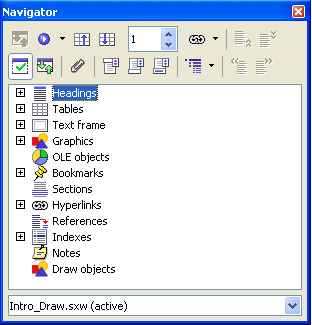 Navigator
1
Headings
Tables
Text frame
Graphics
OLE objects
Bookmarks
Sections
Hyperlinks
References
Indexes
Notes
Draw objects
Intro_Draw.sxw (active)